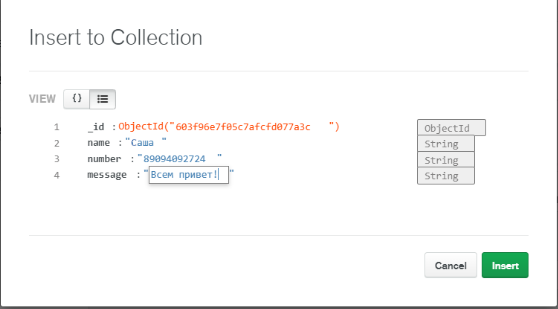 Insert to Collection
VIEW {}
1 _id : ObjectId("603f96e7f05c7afcfd077a3c ") ObjectId
2 name : "Саша " String
3 number : "89094092724 " String
4 message : "Всем привет! " String
Cancel Insert